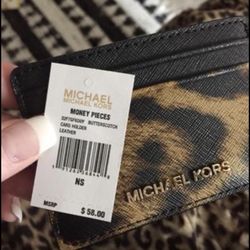 MICHAEL
MICHAEL KORS
MONEY PIECES
BUTTERSCOTCH
CARD HOLDER
LEATHER
NS
MSRP $ 58.00
MICHAEL KORS